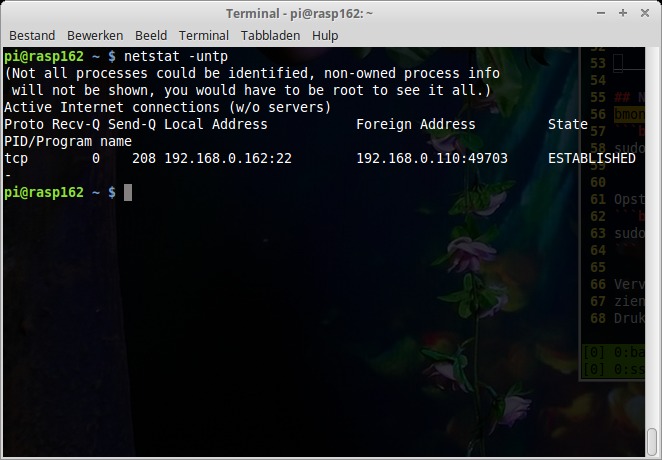 Terminal - pi@rasp162: ~
Bestand Bewerken Beeld Terminal Tabbladen Hulp
pi@rasp162 ~ $ netstat -untp
(Not all processes could be identified, non-owned process info
 will not be shown, you would have to be root to see it all.)
Active Internet connections (w/o servers)
Proto Recv-Q Send-Q Local Address           Foreign Address         State
PID/Program name
tcp        0    208 192.168.0.162:22        192.168.0.110:49703     ESTABLISHED
-
pi@rasp162 ~ $
52
53
54
55 ## N
56 bmon
57 ```b
58 sudo
59 ```
60
61 Opst
62 ```b
63 sudo
64 ```
65
66 Verv
67 zien
68 Druk
[0] 0:ba
[0] 0:ss